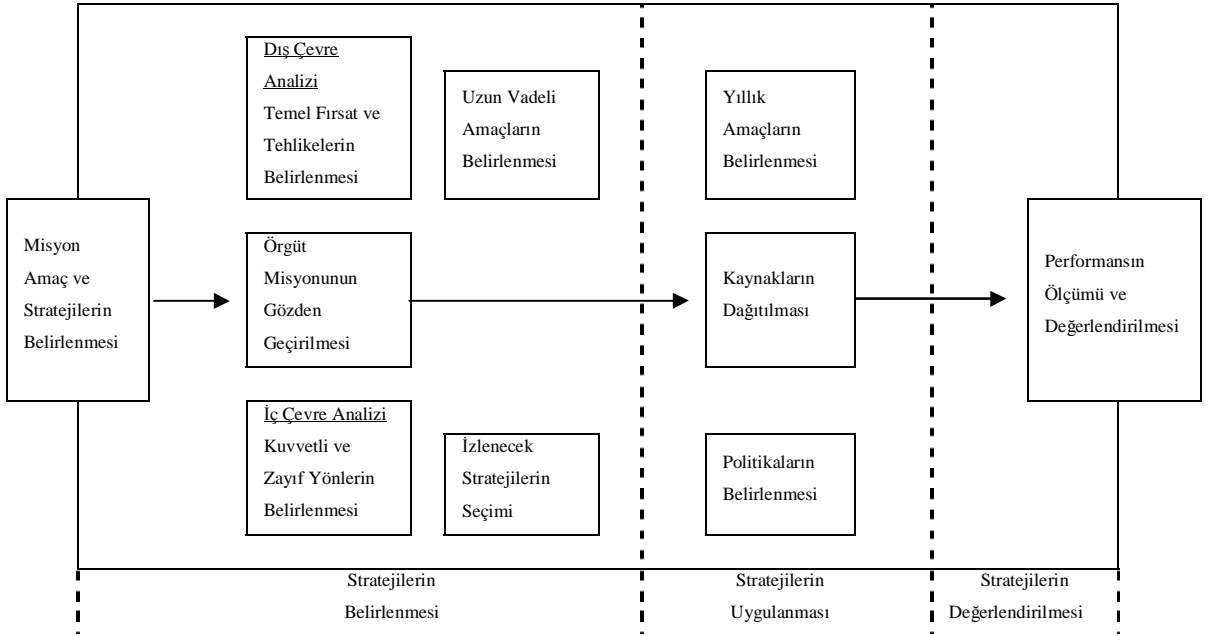 Misyon
Amaç ve
Stratejilerin
Belirlenmesi
Dış Çevre
Analizi
Temel Fırsat ve
Tehlikelerin
Belirlenmesi
Örgüt
Misyonunun
Gözden
Geçirilmesi
İç Çevre Analizi
Kuvvetli ve
Zayıf Yönlerin
Belirlenmesi
Uzun Vadeli
Amaçların
Belirlenmesi
İzlenecek
Stratejilerin
Seçimi
Yıllık
Amaçların
Belirlenmesi
Kaynakların
Dağıtılması
Politikaların
Belirlenmesi
Performansın
Ölçümü ve
Değerlendirilmesi
Stratejilerin
Belirlenmesi
Stratejilerin
Uygulanması
Stratejilerin
Değerlendirilmesi